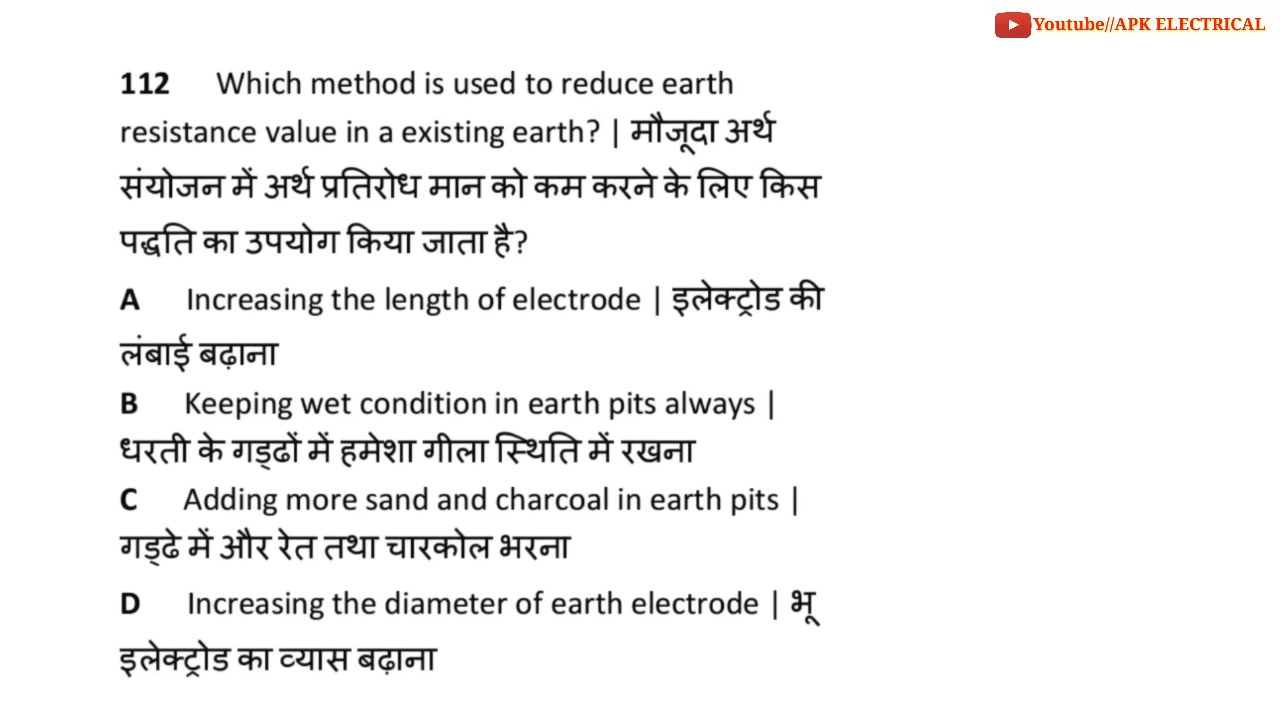 Youtube//APK ELECTRICAL
112 Which method is used to reduce earth
resistance value in a existing earth? | मौजूदा अर्थ
संयोजन में अर्थ प्रतिरोध मान को कम करने के लिए किस
पद्धति का उपयोग किया जाता है?
A Increasing the length of electrode | इलेक्ट्रोड की
लंबाई बढ़ाना
B Keeping wet condition in earth pits always |
धरती के गड्ढों में हमेशा गीला स्थिति में रखना
C Adding more sand and charcoal in earth pits |
गड्ढे में और रेत तथा चारकोल भरना
D Increasing the diameter of earth electrode | भू
इलेक्ट्रोड का व्यास बढ़ाना